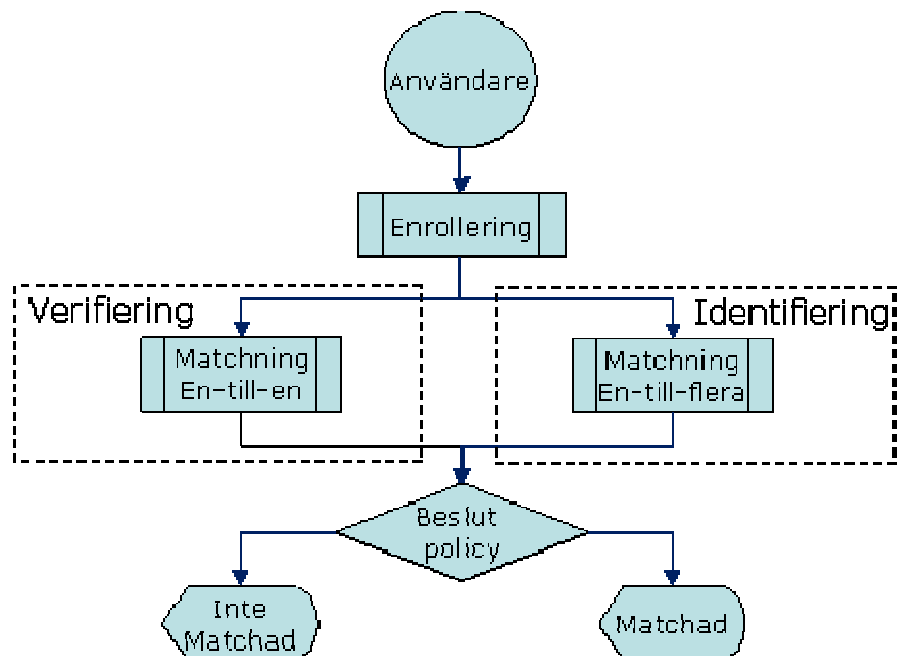 Användare
Enrollering
Verifiering
Identifiering
Matchning
En-till-en
Matchning
En-till-flera
Beslut
policy
Inte
Matchad
Matchad